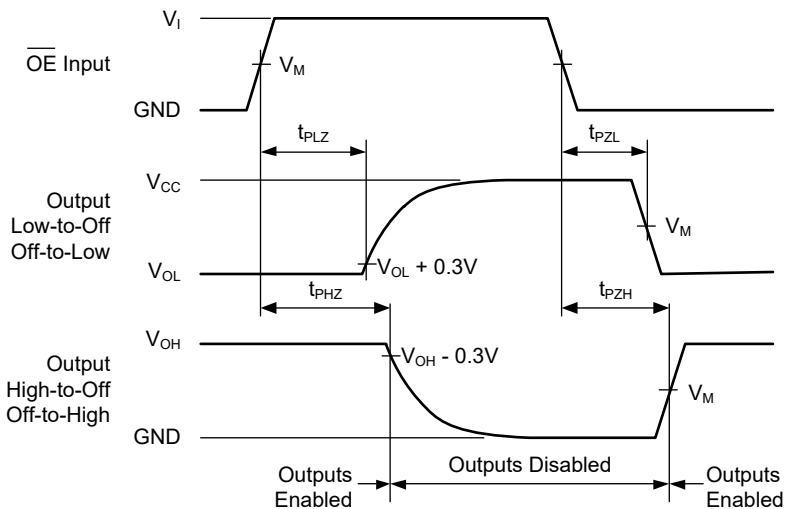 V_I
OE Input
V_M
GND
t_PLZ
t_PZL
V_CC
Output
Low-to-Off
Off-to-Low
V_M
V_OL
V_OL + 0.3V
t_PHZ
t_PZH
V_OH
V_OH - 0.3V
Output
High-to-Off
Off-to-High
V_M
GND
Outputs
Enabled
Outputs Disabled
Outputs
Enabled